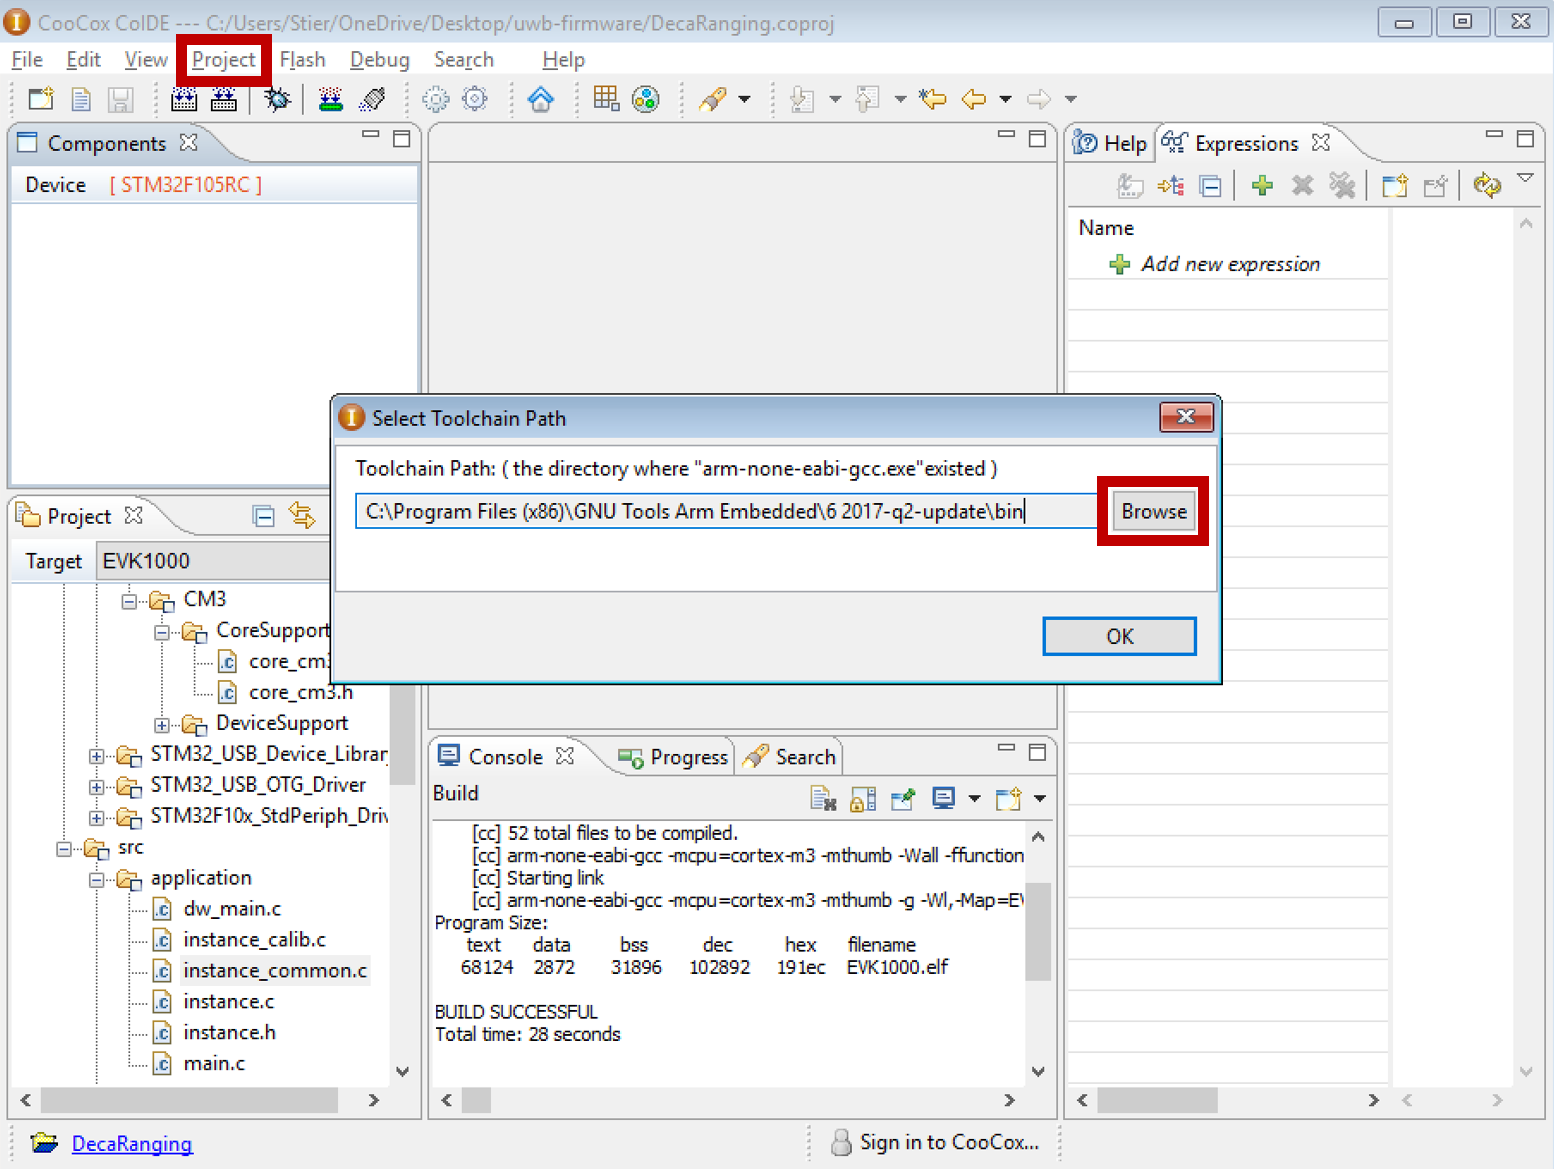 CooCox CoIDE --- C:/Users/Stier/OneDrive/Desktop/uwb-firmware/DecaRanging.coproj
File Edit View Project Flash Debug Search Help
Components
Device [ STM32F105RC ]
Help Expressions
Name
Add new expression
Select Toolchain Path
Toolchain Path: ( the directory where "arm-none-eabi-gcc.exe"existed )
C:\Program Files (x86)\GNU Tools Arm Embedded\6 2017-q2-update\bin
Browse
OK
Project
Target EVK1000
CM3
CoreSupport
core_cm3
core_cm3.h
DeviceSupport
STM32_USB_Device_Librar
STM32_USB_OTG_Driver
STM32F10x_StdPeriph_Driv
src
application
dw_main.c
instance_calib.c
instance_common.c
instance.c
instance.h
main.c
Console Progress Search
Build
[cc] 52 total files to be compiled.
[cc] arm-none-eabi-gcc -mcpu=cortex-m3 -mthumb -Wall -ffunction
[cc] Starting link
[cc] arm-none-eabi-gcc -mcpu=cortex-m3 -mthumb -g -Wl,-Map=EV
Program Size:
text data bss dec hex filename
68124 2872 31896 102892 191ec EVK1000.elf
BUILD SUCCESSFUL
Total time: 28 seconds
DecaRanging
Sign in to CooCox...